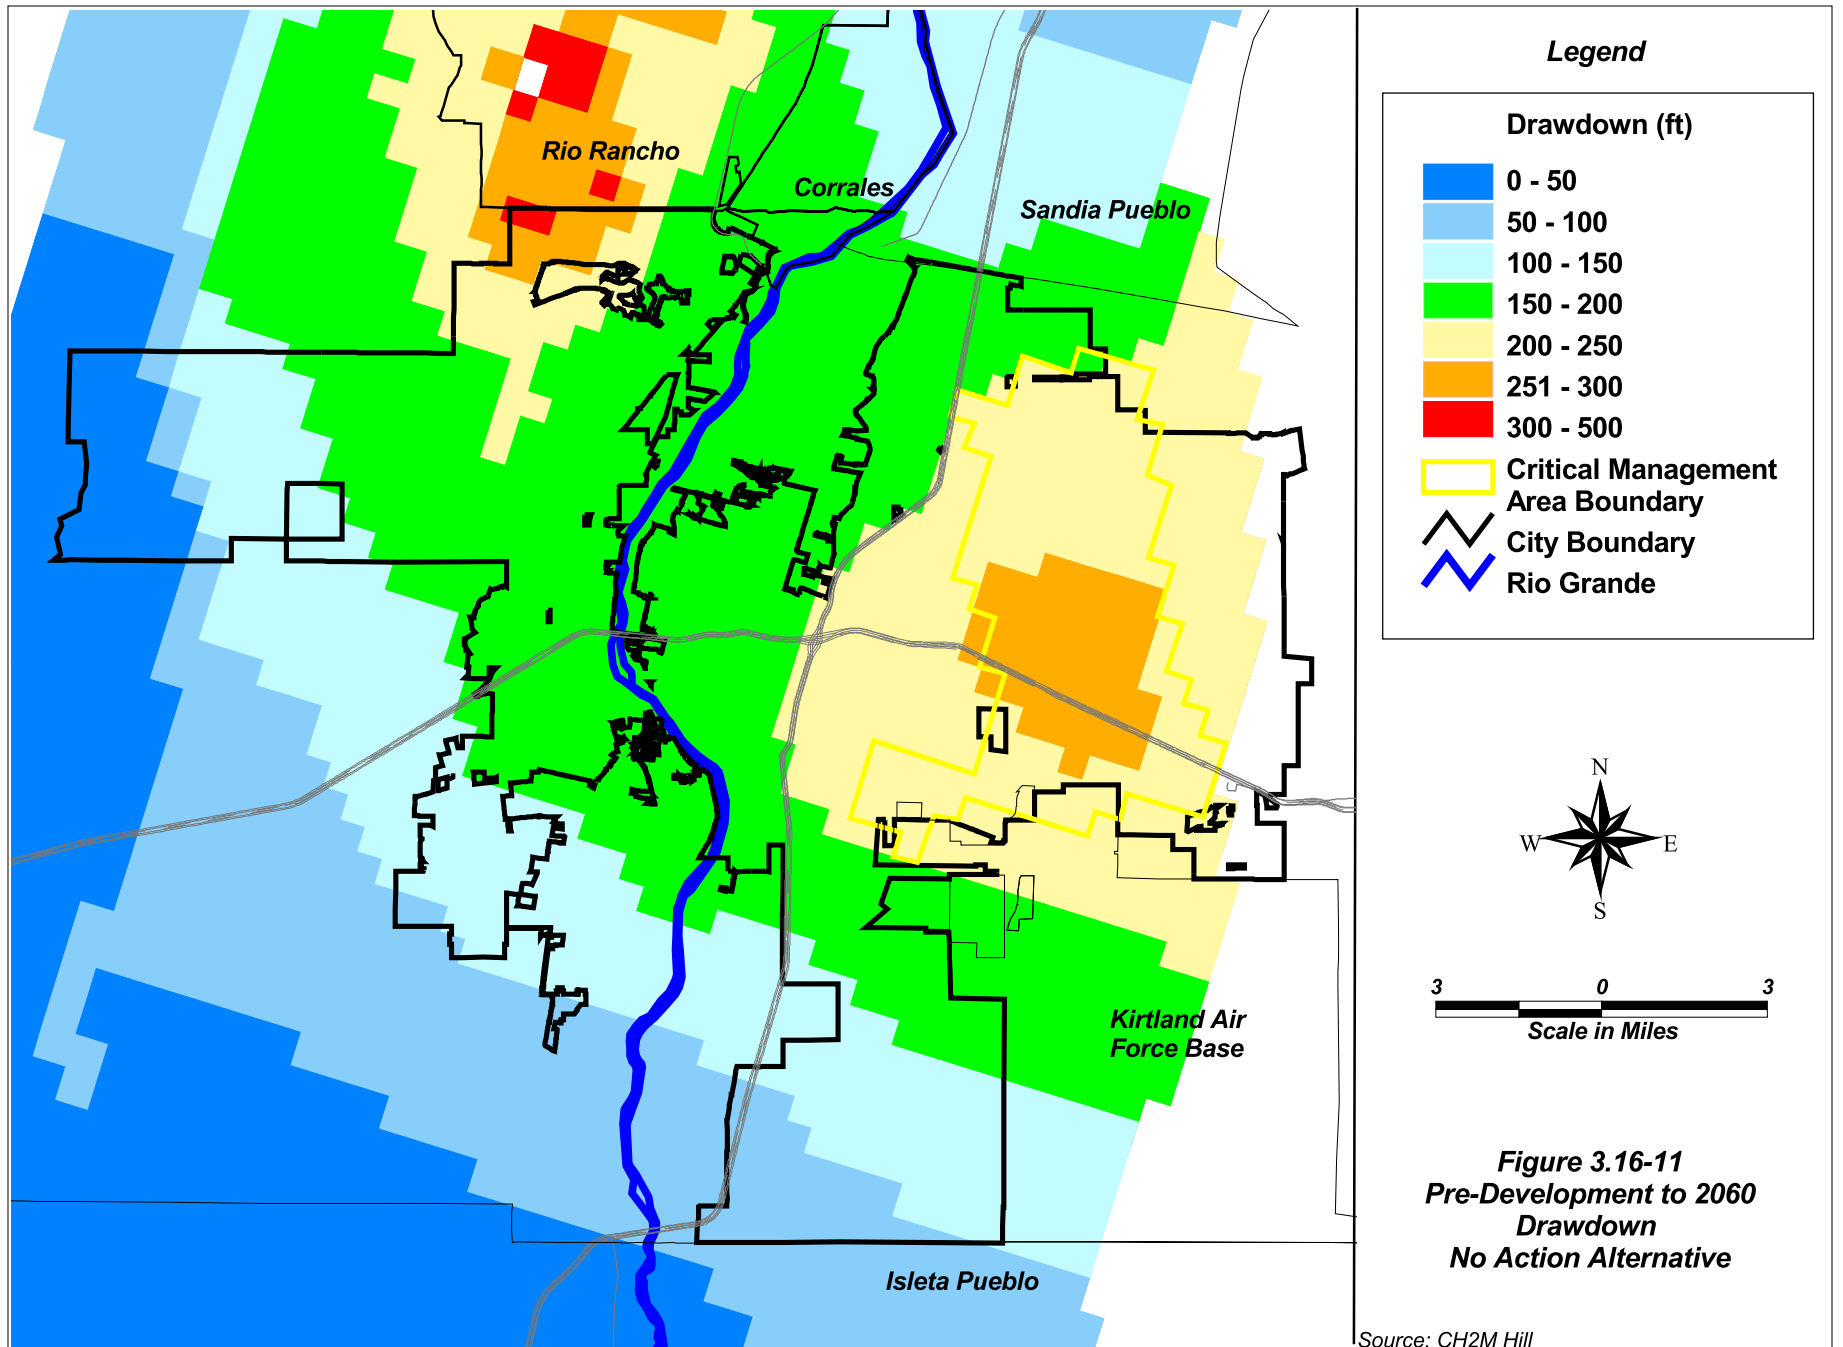 Legend
Drawdown (ft)
0 - 50
50 - 100
100 - 150
150 - 200
200 - 250
251 - 300
300 - 500
Critical Management
Area Boundary
City Boundary
Rio Grande
Rio Rancho
Corrales
Sandia Pueblo
Kirtland Air
Force Base
Isleta Pueblo
N
W
E
S
3 0 3
Scale in Miles
Figure 3.16-11
Pre-Development to 2060
Drawdown
No Action Alternative
Source: CH2M Hill